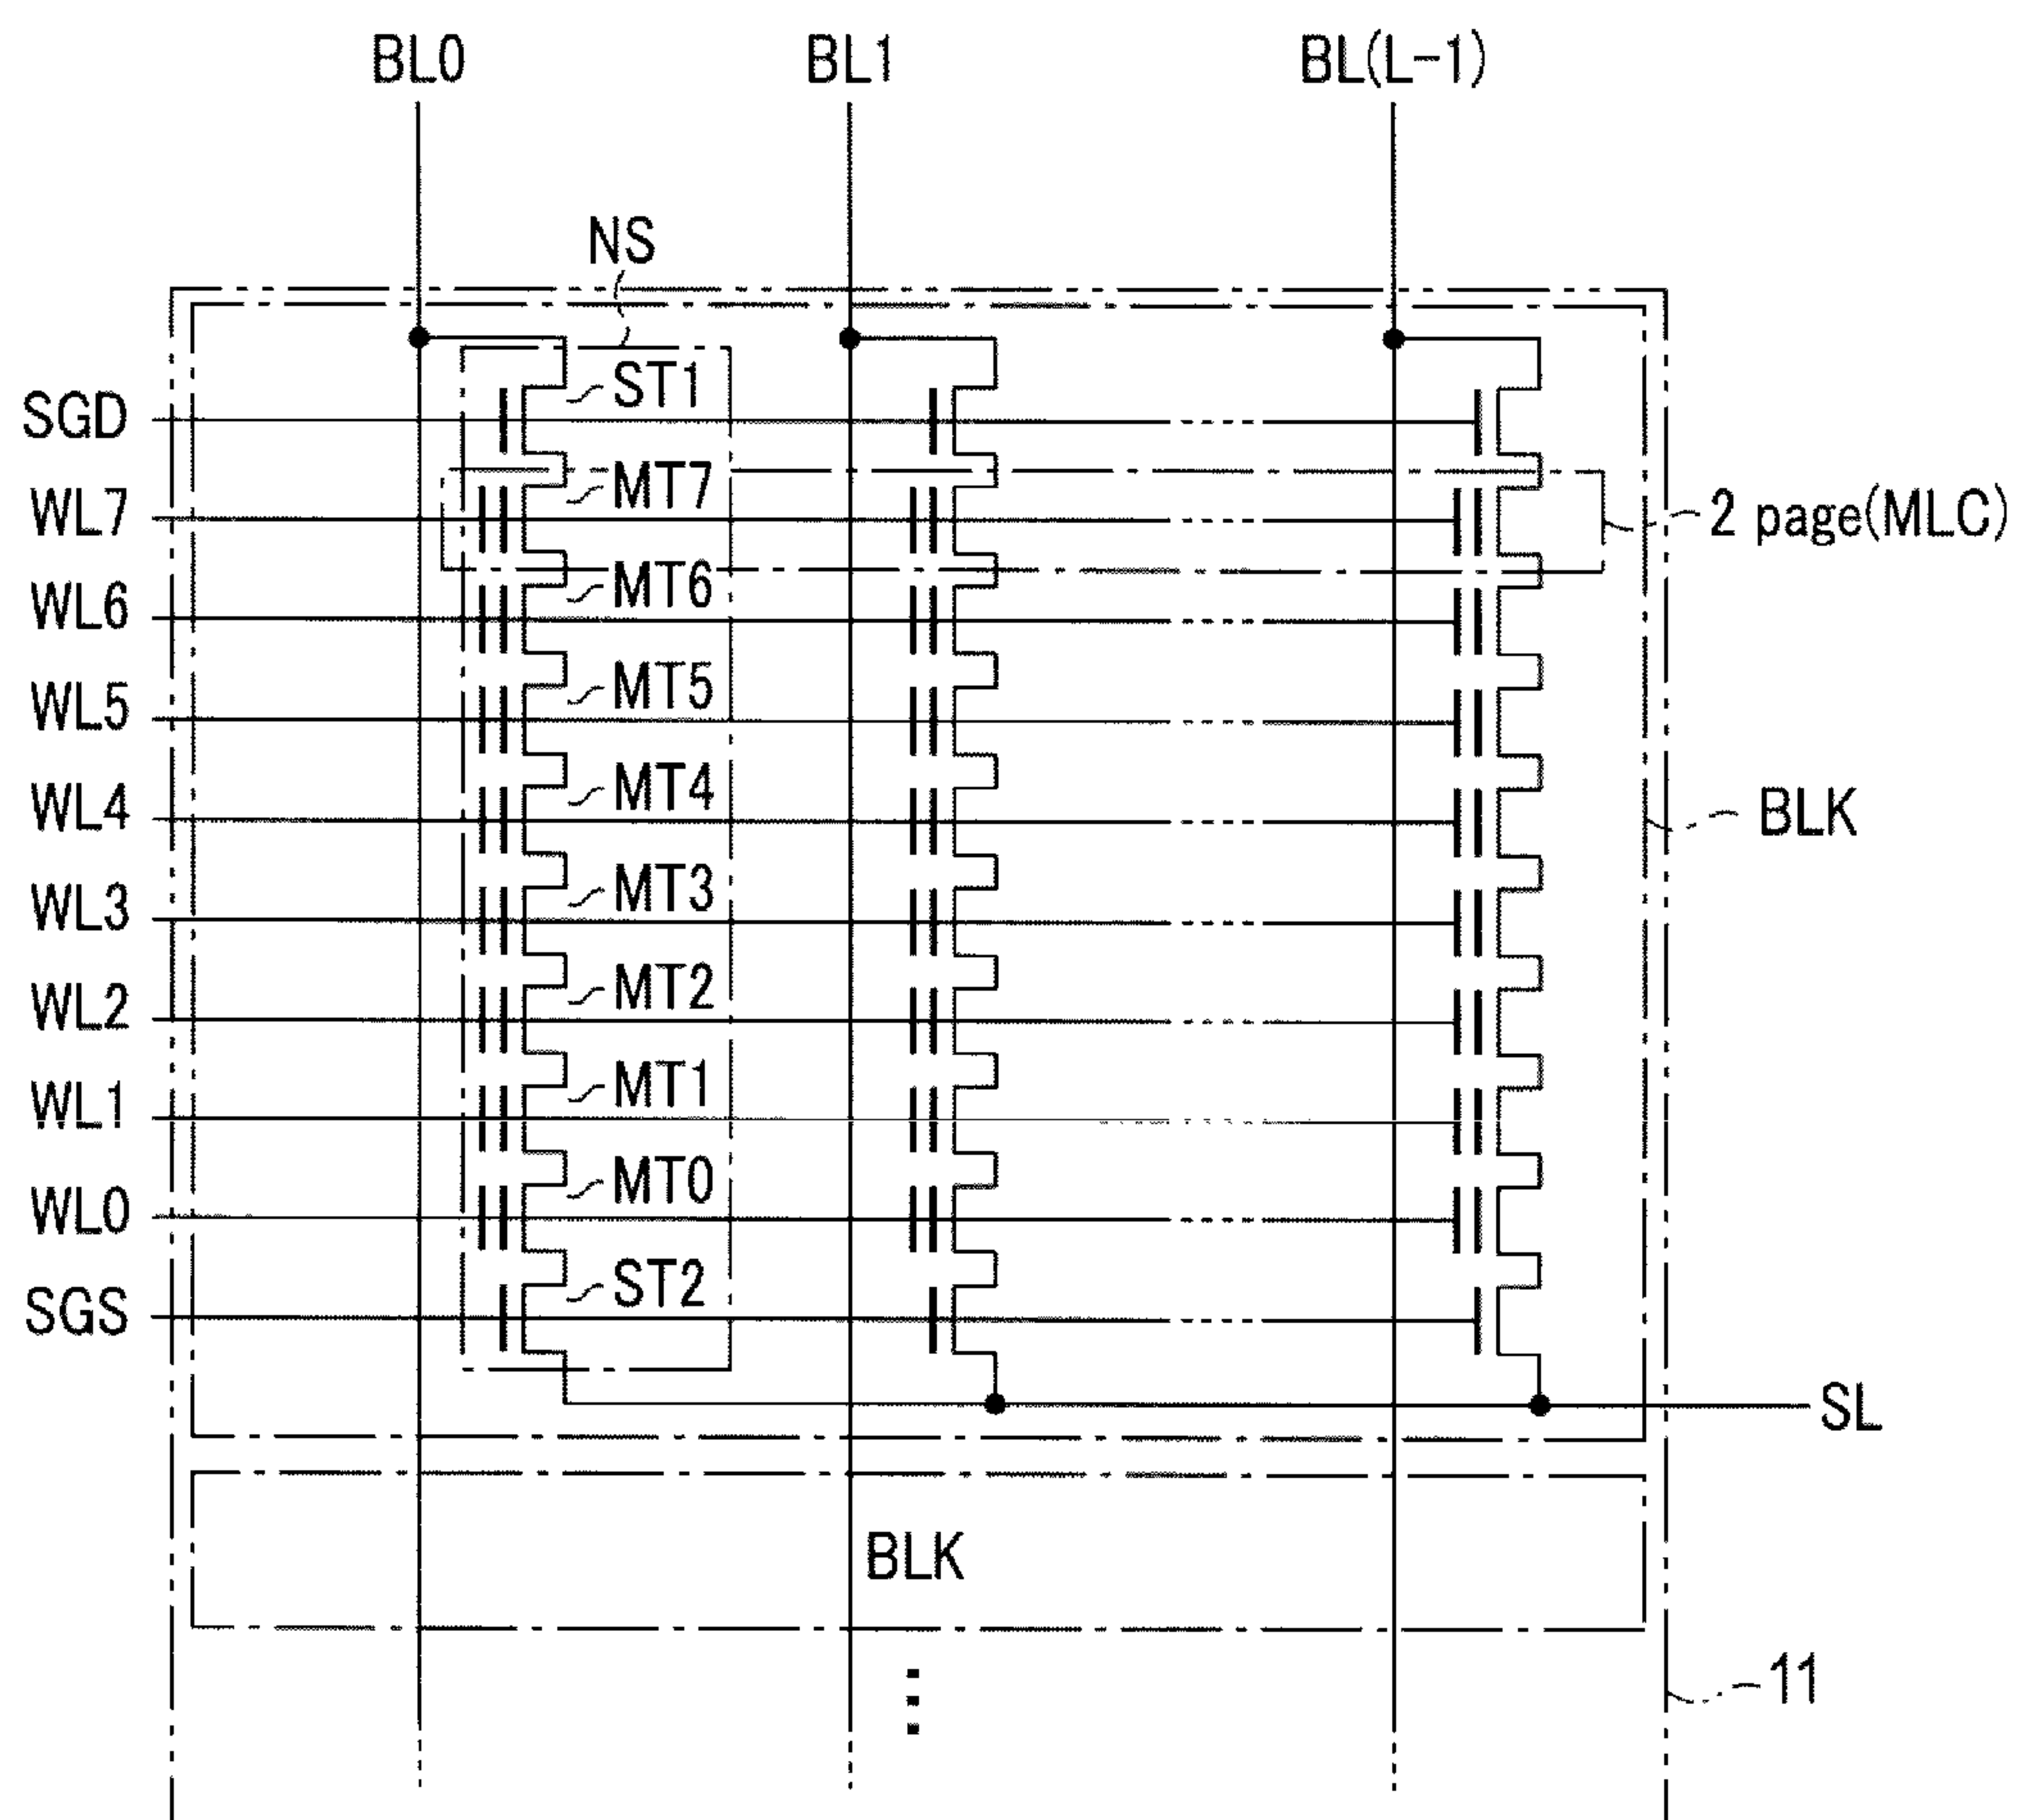 BL0 BL1 BL(L-1)
NS
ST1
SGD
MT7
WL7
2 page(MLC)
MT6
WL6
MT5
WL5
MT4
WL4
BLK
MT3
WL3
MT2
WL2
MT1
WL1
MT0
WL0
ST2
SGS
SL
BLK
11